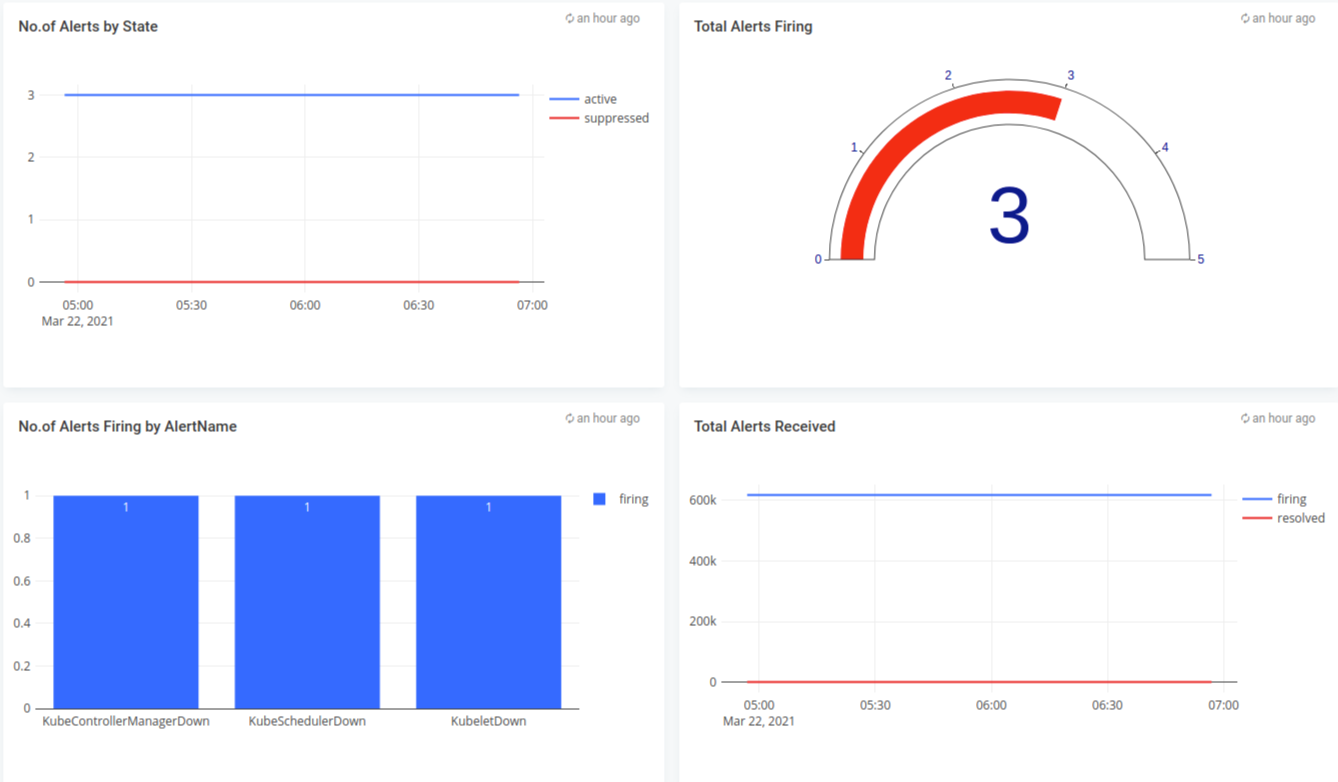 No.of Alerts by State
an hour ago
3
2
1
0
05:00
05:30
06:00
06:30
07:00
Mar 22, 2021
active
suppressed
Total Alerts Firing
an hour ago
0
1
2
3
4
5
3
No.of Alerts Firing by AlertName
an hour ago
1
0.8
0.6
0.4
0.2
0
1
1
1
KubeControllerManagerDown
KubeSchedulerDown
KubeletDown
firing
Total Alerts Received
an hour ago
600k
400k
200k
0
05:00
05:30
06:00
06:30
07:00
Mar 22, 2021
firing
resolved